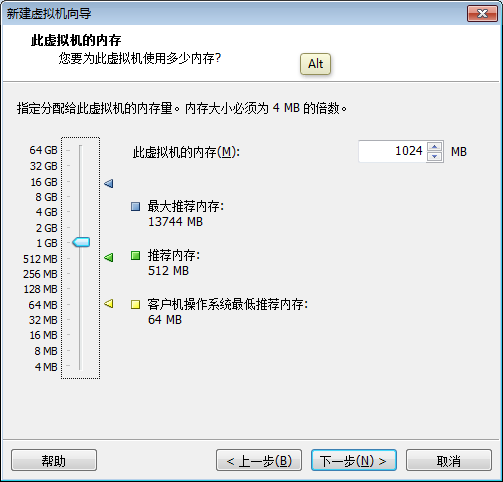 新建虚拟机向导
此虚拟机的内存
您要为此虚拟机使用多少内存?
Alt
指定分配给此虚拟机的内存量。内存大小必须为 4 MB 的倍数。
64 GB
32 GB
16 GB
8 GB
4 GB
2 GB
1 GB
512 MB
256 MB
128 MB
64 MB
32 MB
16 MB
8 MB
4 MB
此虚拟机的内存(M): 1024 MB
最大推荐内存:
13744 MB
推荐内存:
512 MB
客户机操作系统最低推荐内存:
64 MB
帮助 < 上一步(B) 下一步(N) > 取消